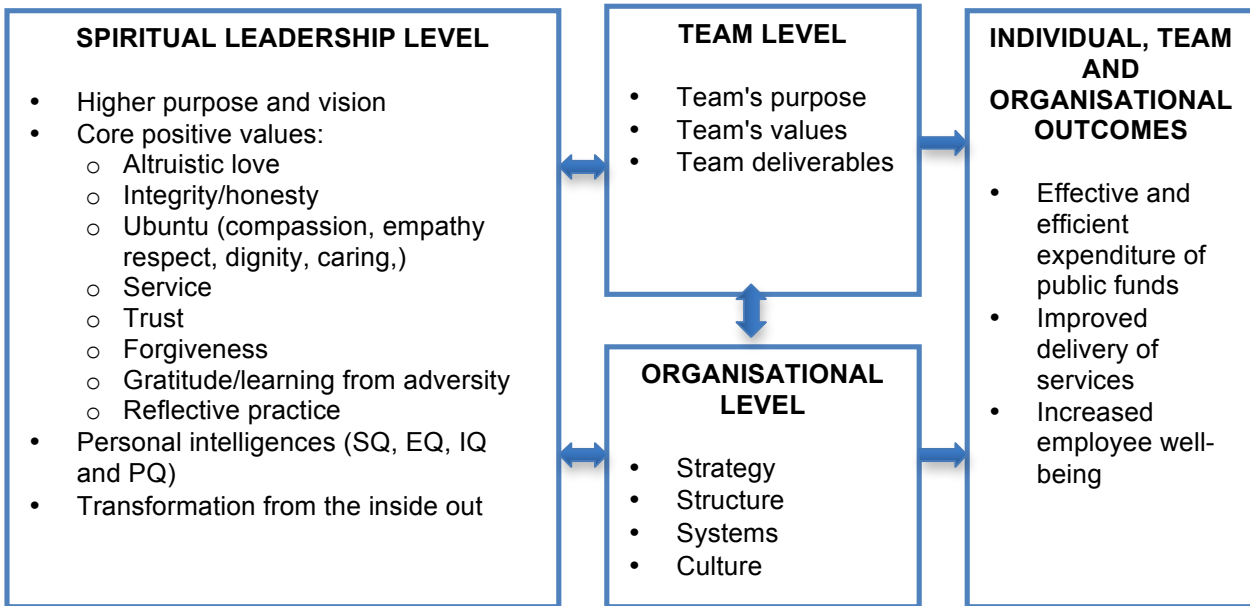 SPIRITUAL LEADERSHIP LEVEL
• Higher purpose and vision
• Core positive values:
o Altruistic love
o Integrity/honesty
o Ubuntu (compassion, empathy
respect, dignity, caring,)
o Service
o Trust
o Forgiveness
o Gratitude/learning from adversity
o Reflective practice
• Personal intelligences (SQ, EQ, IQ
and PQ)
• Transformation from the inside out
TEAM LEVEL
• Team's purpose
• Team's values
• Team deliverables
ORGANISATIONAL
LEVEL
• Strategy
• Structure
• Systems
• Culture
INDIVIDUAL, TEAM
AND
ORGANISATIONAL
OUTCOMES
• Effective and
efficient
expenditure of
public funds
• Improved
delivery of
services
• Increased
employee well-
being